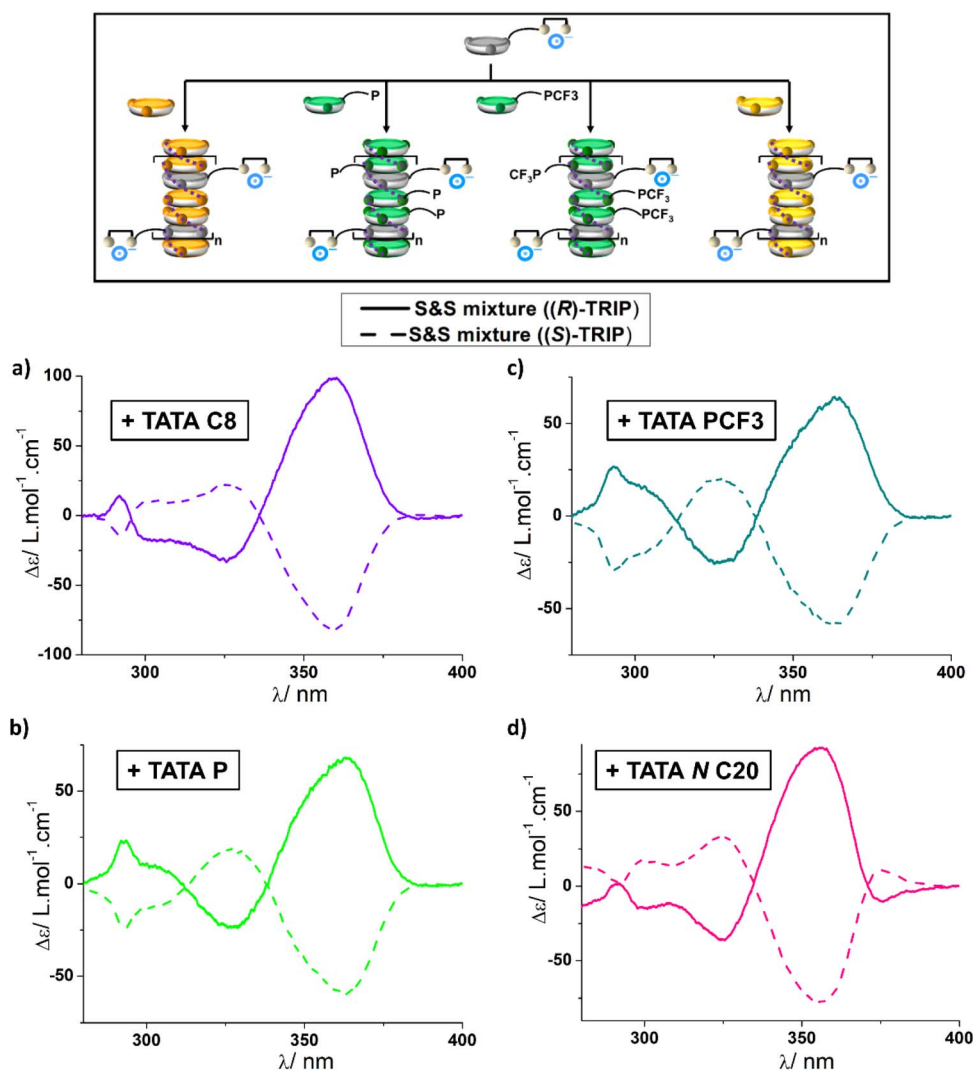 P
PCF3
P
P
P
n
CF₃P
PCF₃
PCF₃
n
n
n
S&S mixture ((R)-TRIP)
S&S mixture ((S)-TRIP)
a)
+ TATA C8
100
50
0
-50
-100
300
350
400
Δε/ L.mol⁻¹.cm⁻¹
λ/ nm
c)
+ TATA PCF3
50
0
-50
300
350
400
Δε/ L.mol⁻¹.cm⁻¹
λ/ nm
b)
+ TATA P
50
0
-50
300
350
400
Δε/ L.mol⁻¹.cm⁻¹
λ/ nm
d)
+ TATA N C20
50
0
-50
300
350
400
Δε/ L.mol⁻¹.cm⁻¹
λ/ nm